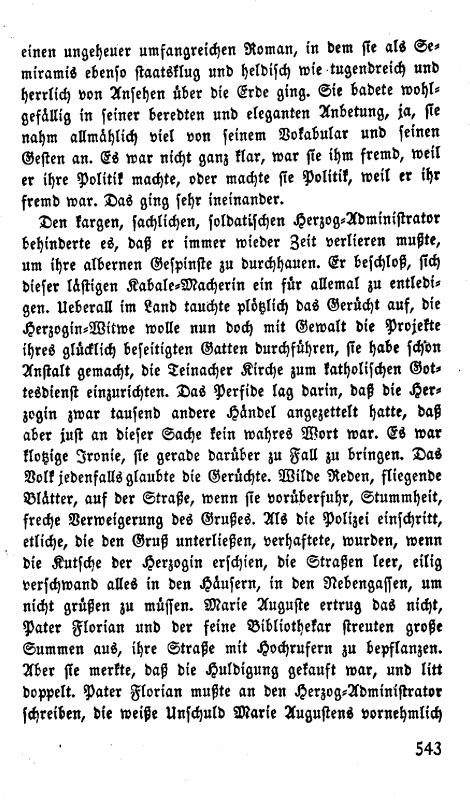 einen ungeheuer umfangreichen Roman, in dem sie als Se-
miramis ebenso staatsklug und heldisch wie tugendreich und
herrlich von Ansehen über die Erde ging. Sie badete wohl-
gefällig in seiner beredten und eleganten Anbetung, ja, sie
nahm allmählich viel von seinem Vokabular und seinen
Gesten an. Es war nicht ganz klar, war sie ihm fremd, weil
er ihre Politik machte, oder machte sie Politik, weil er ihr
fremd war. Das ging sehr ineinander.
Den kargen, sachlichen, soldatischen Herzog-Administrator
behinderte es, daß er immer wieder Zeit verlieren mußte,
um ihre albernen Gespinste zu durchhauen. Er beschloß, sich
dieser lästigen Kabale-Macherin ein für allemal zu entledi-
gen. Ueberall im Land tauchte plötzlich das Gerücht auf, die
Herzogin-Witwe wolle nun doch mit Gewalt die Projekte
ihres glücklich beseitigten Gatten durchführen, sie habe schon
Anstalt gemacht, die Teinacher Kirche zum katholischen Got-
tesdienst einzurichten. Das Perfide lag darin, daß die Her-
zogin zwar tausend andere Händel angezettelt hatte, daß
aber just an dieser Sache kein wahres Wort war. Es war
klotzige Ironie, sie gerade darüber zu Fall zu bringen. Das
Volk jedenfalls glaubte die Gerüchte. Wilde Reden, fliegende
Blätter, auf der Straße, wenn sie vorüberfuhr, Stummheit,
freche Verweigerung des Grußes. Als die Polizei einschritt,
etliche, die den Gruß unterließen, verhaftete, wurden, wenn
die Kutsche der Herzogin erschien, die Straßen leer, eilig
verschwand alles in den Häusern, in den Nebengassen, um
nicht grüßen zu müssen. Marie Auguste ertrug das nicht,
Pater Florian und der feine Bibliothekar streuten große
Summen aus, ihre Straße mit Hochrufern zu bepflanzen.
Aber sie merkte, daß die Huldigung gekauft war, und litt
doppelt. Pater Florian mußte an den Herzog-Administrator
schreiben, die weiße Unschuld Marie Augustens vornehmlich
543